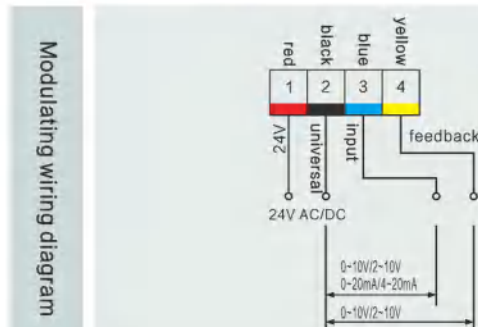 Modulating wiring diagram
red
black
blue
yellow
1
2
3
4
24V
universal
input
feedback
24V AC/DC
0~10V/2~10V
0~20mA/4~20mA
0~10V/2~10V